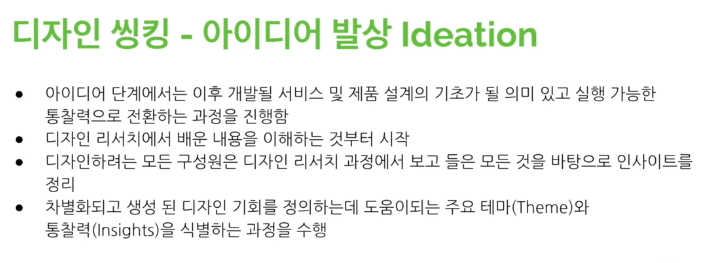 디자인 씽킹 - 아이디어 발상 Ideation
● 아이디어 단계에서는 이후 개발될 서비스 및 제품 설계의 기초가 될 의미 있고 실행 가능한
통찰력으로 전환하는 과정을 진행함
● 디자인 리서치에서 배운 내용을 이해하는 것부터 시작
● 디자인하려는 모든 구성원은 디자인 리서치 과정에서 보고 들은 모든 것을 바탕으로 인사이트를
정리
● 차별화되고 생성 된 디자인 기회를 정의하는데 도움이되는 주요 테마(Theme)와
통찰력(Insights)을 식별하는 과정을 수행